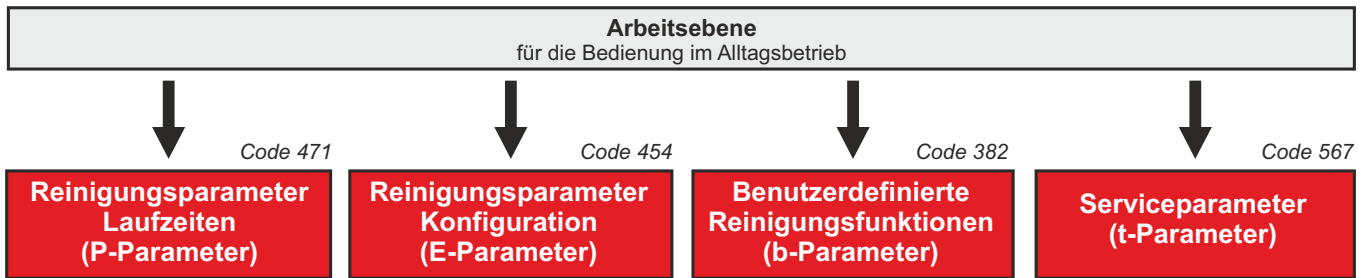 Arbeitsebene
für die Bedienung im Alltagsbetrieb
Code 471
Reinigungsparameter
Laufzeiten
(P-Parameter)
Code 454
Reinigungsparameter
Konfiguration
(E-Parameter)
Code 382
Benutzerdefinierte
Reinigungsfunktionen
(b-Parameter)
Code 567
Serviceparameter
(t-Parameter)